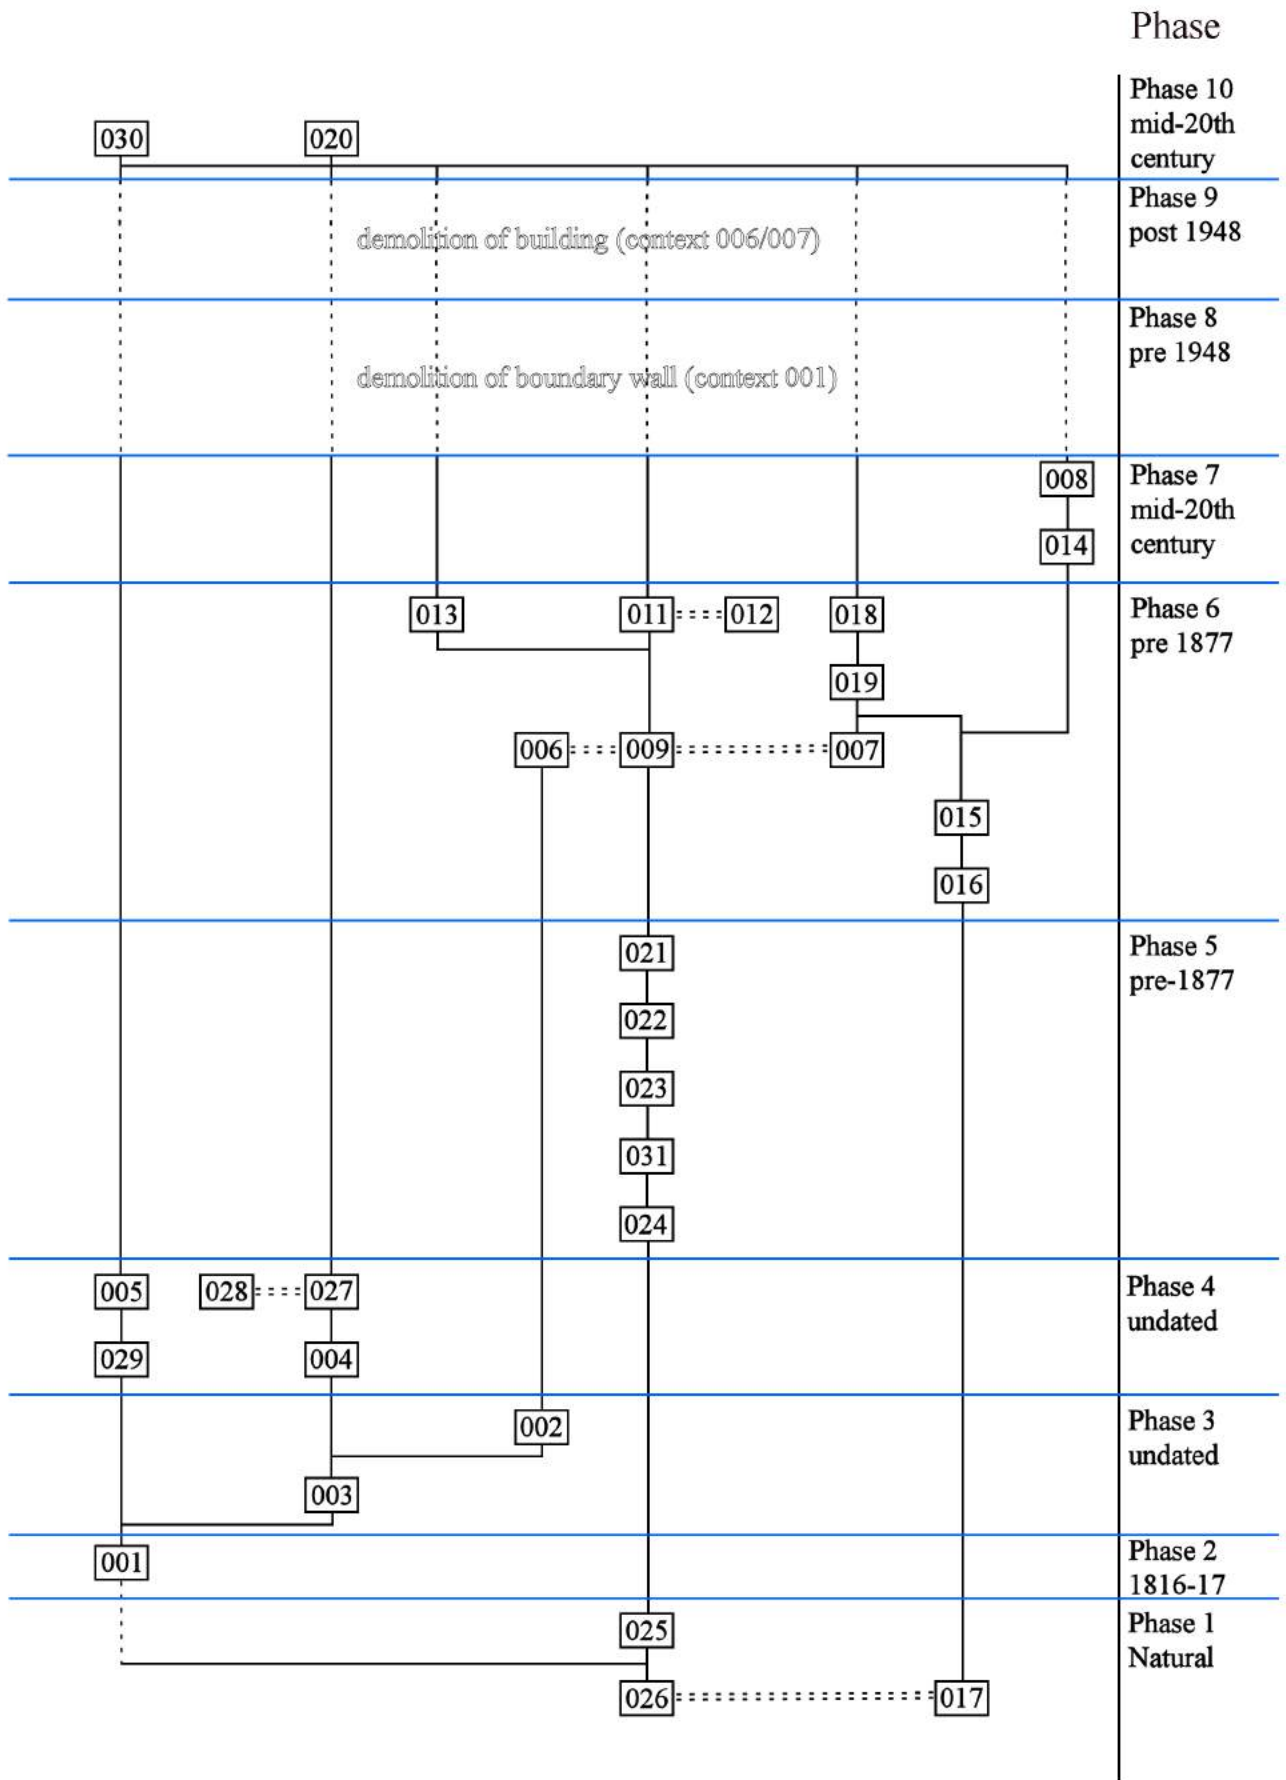 Phase
Phase 10
mid-20th
century
030
020
Phase 9
post 1948
demolition of building (context 006/007)
Phase 8
pre 1948
demolition of boundary wall (context 001)
008
Phase 7
mid-20th
century
014
013
011
012
018
Phase 6
pre 1877
019
006
009
007
015
016
021
Phase 5
pre-1877
022
023
031
024
005
028
027
Phase 4
undated
029
004
002
Phase 3
undated
003
001
Phase 2
1816-17
025
Phase 1
Natural
026
017